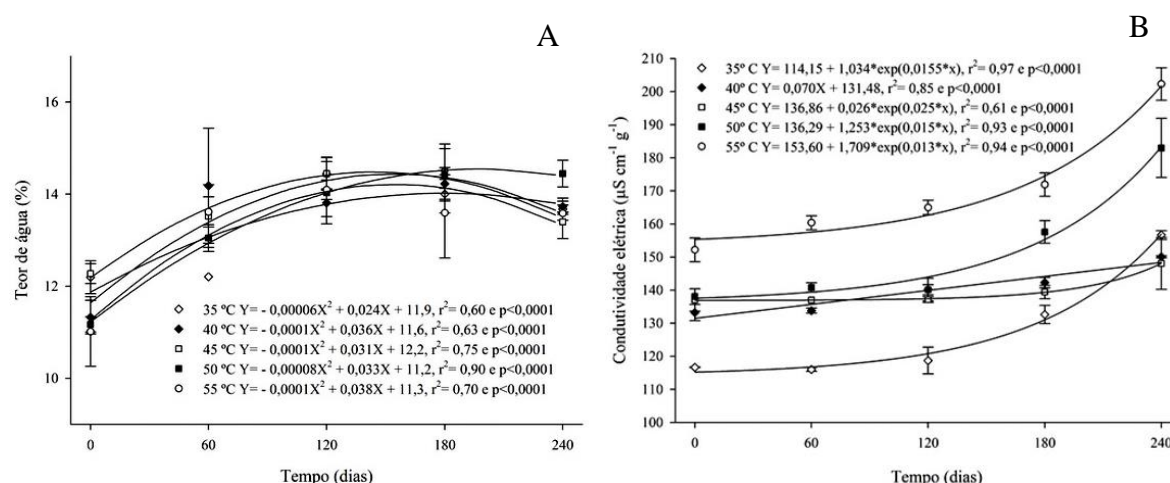 A
16
14
12
10
Teor de água (%)
35 ºC Y= - 0,00006X² + 0,024X + 11,9, r²= 0,60 e p<0,0001
40 ºC Y= - 0,0001X² + 0,036X + 11,6, r²= 0,63 e p<0,0001
45 ºC Y= - 0,0001X² + 0,031X + 12,2, r²= 0,75 e p<0,0001
50 ºC Y= - 0,00008X² + 0,033X + 11,2, r²= 0,90 e p<0,0001
55 ºC Y= - 0,0001X² + 0,038X + 11,3, r²= 0,70 e p<0,0001
0 60 120 180 240
Tempo (dias)
B
210
200
190
180
170
160
150
140
130
120
110
100
Condutividade elétrica (µS cm⁻¹ g⁻¹)
35º C Y= 114,15 + 1,034*exp(0,0155*x), r²= 0,97 e p<0,0001
40º C Y= 0,070X + 131,48, r²= 0,85 e p<0,0001
45º C Y= 136,86 + 0,026*exp(0,025*x), r²= 0,61 e p<0,0001
50º C Y= 136,29 + 1,253*exp(0,015*x), r²= 0,93 e p<0,0001
55º C Y= 153,60 + 1,709*exp(0,013*x), r²= 0,94 e p<0,0001
0 60 120 180 240
Tempo (dias)